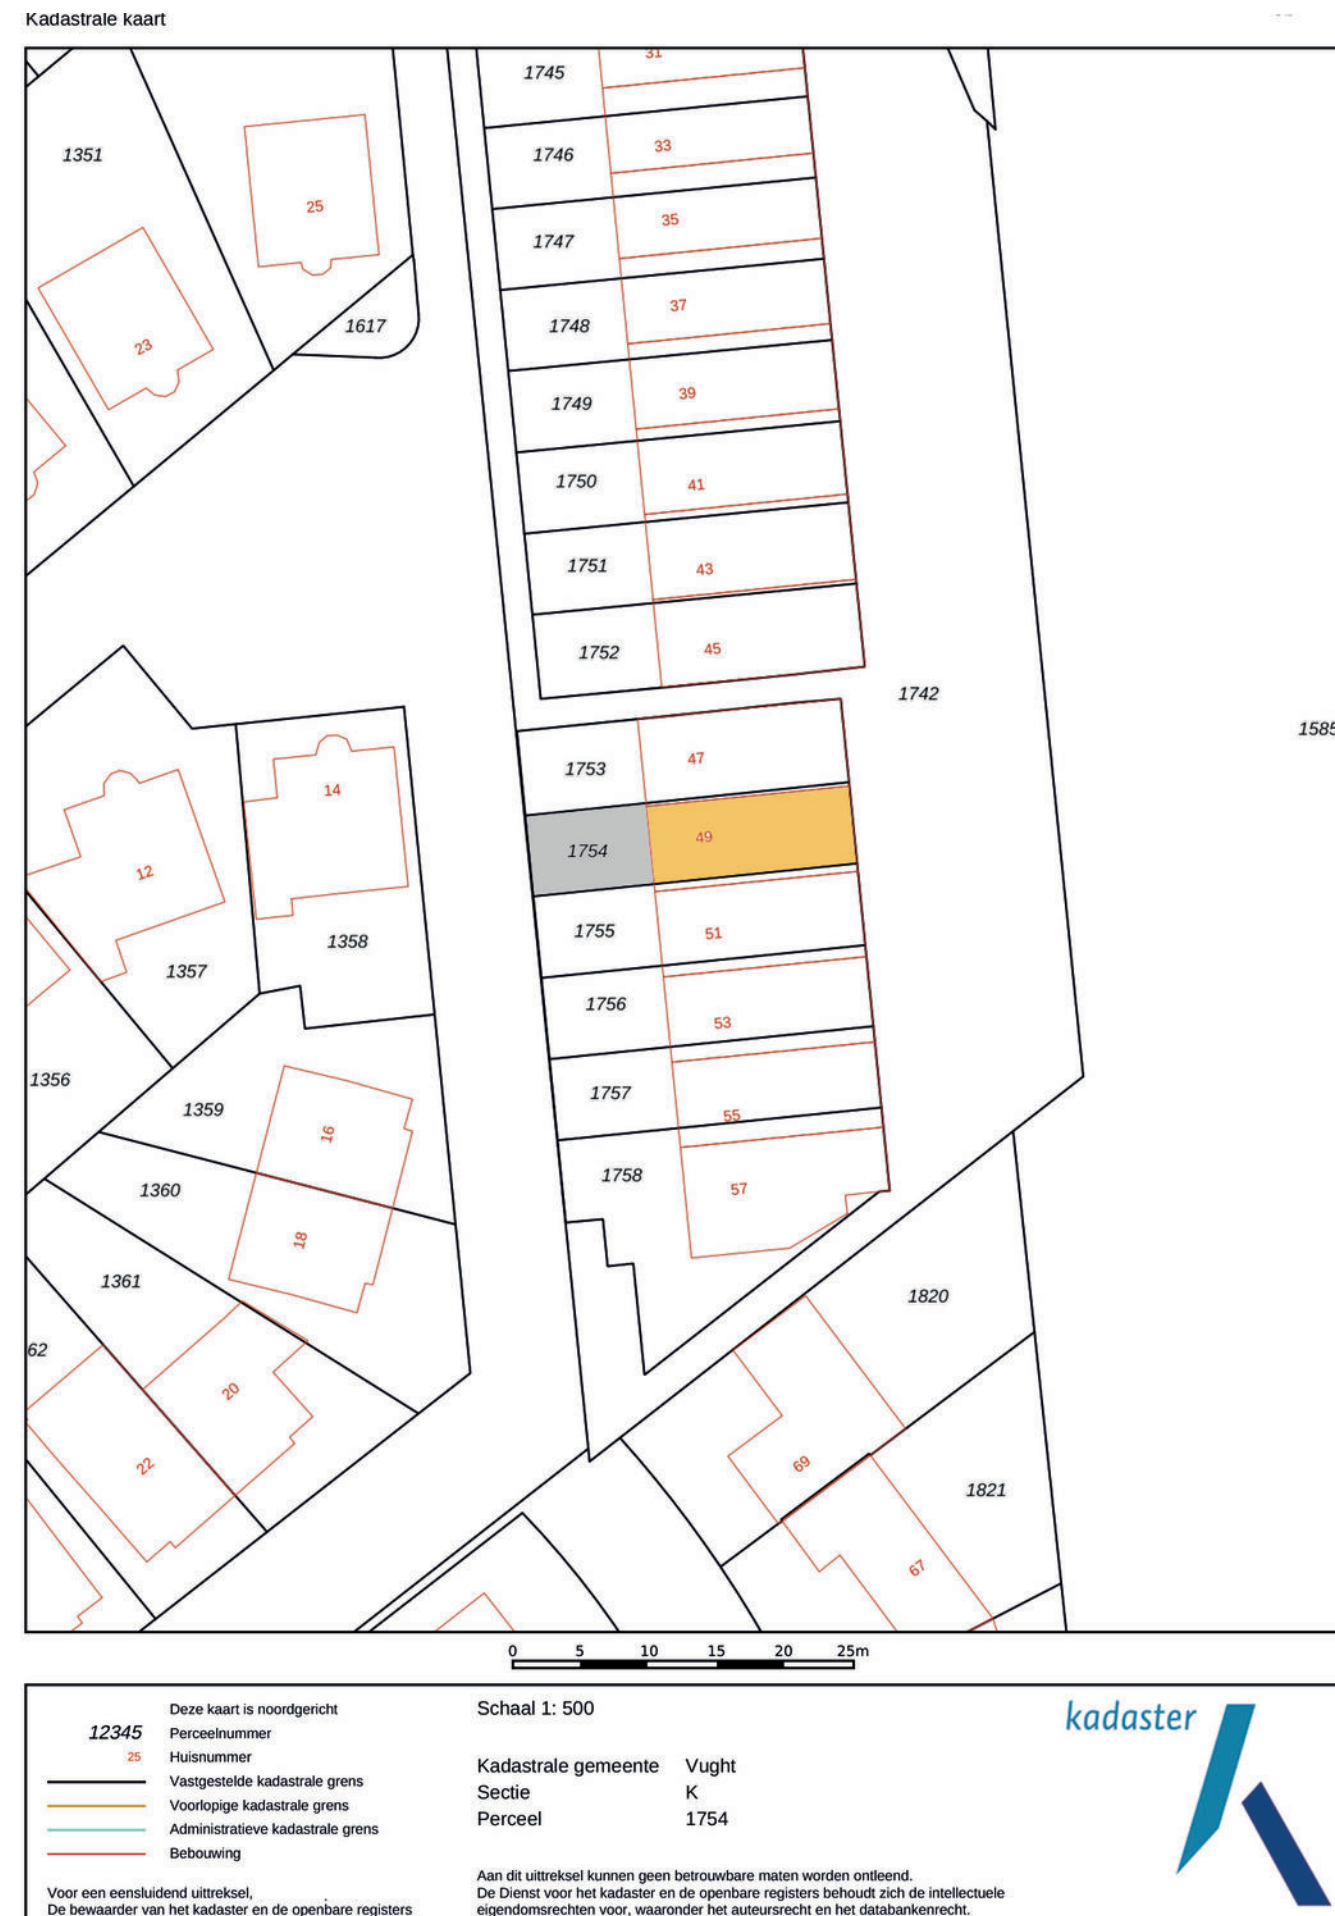 Kadastrale kaart
1745
31
1746
33
1351
25
1747
35
1748
37
1617
23
1749
39
1750
41
1751
43
1752
45
1742
1585
1753
47
14
1754
49
12
1755
51
1358
1357
1756
53
1356
1757
55
1359
16
1758
57
1360
18
1361
1820
62
20
22
69
1821
67
0 5 10 15 20 25m
Deze kaart is noordgericht
12345 Perceelnummer
25 Huisnummer
Vastgestelde kadastrale grens
Voorlopige kadastrale grens
Administratieve kadastrale grens
Bebouwing
Voor een eensluidend uittreksel,
De bewaarder van het kadaster en de openbare registers
Schaal 1: 500
Kadastrale gemeente Vught
Sectie K
Perceel 1754
Aan dit uittreksel kunnen geen betrouwbare maten worden ontleend.
De Dienst voor het kadaster en de openbare registers behoudt zich de intellectuele
eigendomsrechten voor, waaronder het auteursrecht en het databankenrecht.
kadaster